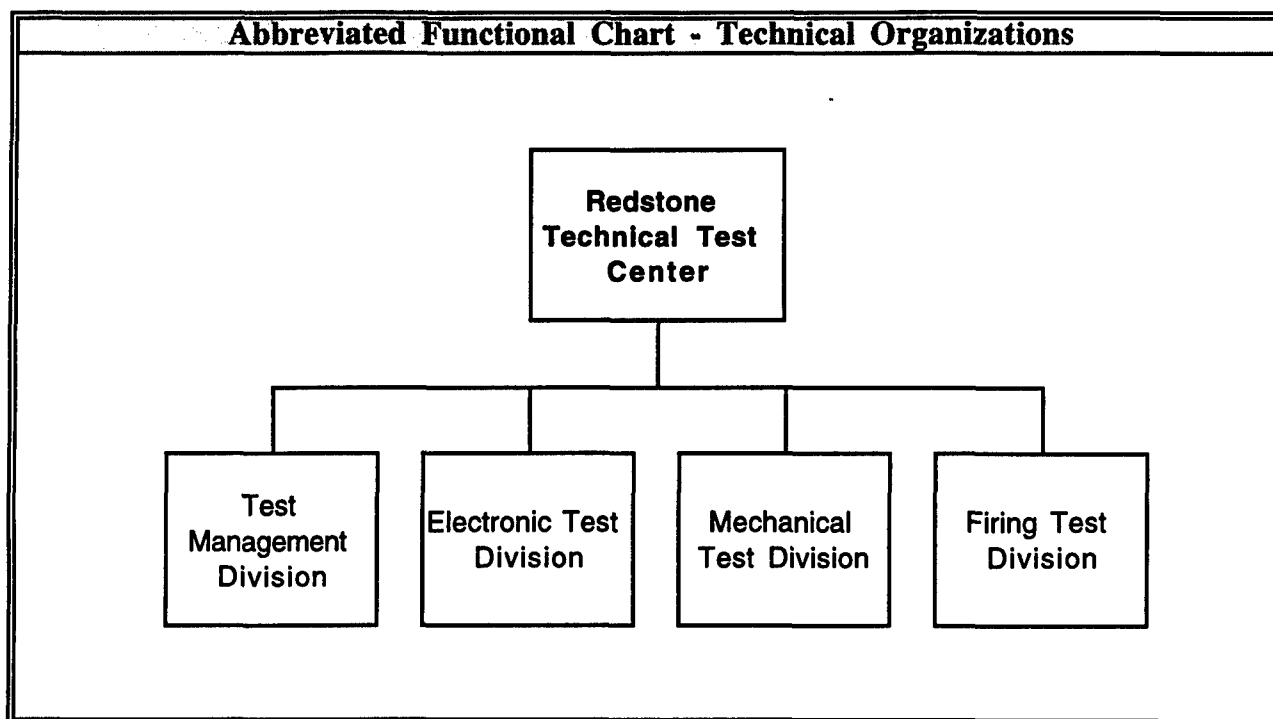 Abbreviated Functional Chart - Technical Organizations
Redstone
Technical Test
Center
Test
Management
Division
Electronic Test
Division
Mechanical
Test Division
Firing Test
Division